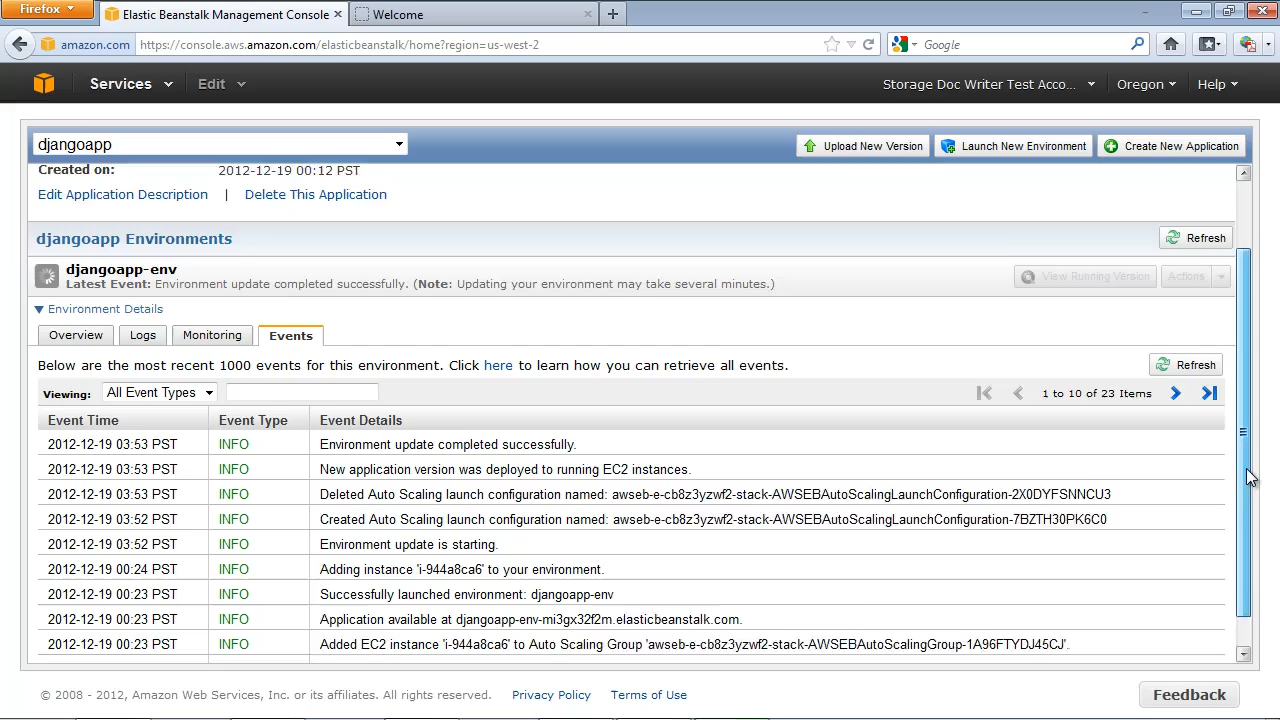 Firefox
Elastic Beanstalk Management Console
Welcome
amazon.com
https://console.aws.amazon.com/elasticbeanstalk/home?region=us-west-2
Google
Services
Edit
Storage Doc Writer Test Acco...
Oregon
Help
djangoapp
Upload New Version
Launch New Environment
Create New Application
Created on: 2012-12-19 00:12 PST
Edit Application Description | Delete This Application
djangoapp Environments
Refresh
djangoapp-env
Latest Event: Environment update completed successfully. (Note: Updating your environment may take several minutes.)
View Running Version
Actions
Environment Details
Overview
Logs
Monitoring
Events
Below are the most recent 1000 events for this environment. Click here to learn how you can retrieve all events.
Refresh
Viewing: All Event Types
1 to 10 of 23 Items
Event Time Event Type Event Details
2012-12-19 03:53 PST INFO Environment update completed successfully.
2012-12-19 03:53 PST INFO New application version was deployed to running EC2 instances.
2012-12-19 03:53 PST INFO Deleted Auto Scaling launch configuration named: awseb-e-cb8z3yzwf2-stack-AWSEBAutoScalingLaunchConfiguration-2X0DYFSNNCU3
2012-12-19 03:52 PST INFO Created Auto Scaling launch configuration named: awseb-e-cb8z3yzwf2-stack-AWSEBAutoScalingLaunchConfiguration-7BZTH30PK6C0
2012-12-19 03:52 PST INFO Environment update is starting.
2012-12-19 00:24 PST INFO Adding instance 'i-944a8ca6' to your environment.
2012-12-19 00:23 PST INFO Successfully launched environment: djangoapp-env
2012-12-19 00:23 PST INFO Application available at djangoapp-env-mi3gx32f2m.elasticbeanstalk.com.
2012-12-19 00:23 PST INFO Added EC2 instance 'i-944a8ca6' to Auto Scaling Group 'awseb-e-cb8z3yzwf2-stack-AWSEBAutoScalingGroup-1A96FTYDJ45CJ'.
© 2008 - 2012, Amazon Web Services, Inc. or its affiliates. All rights reserved.
Privacy Policy
Terms of Use
Feedback